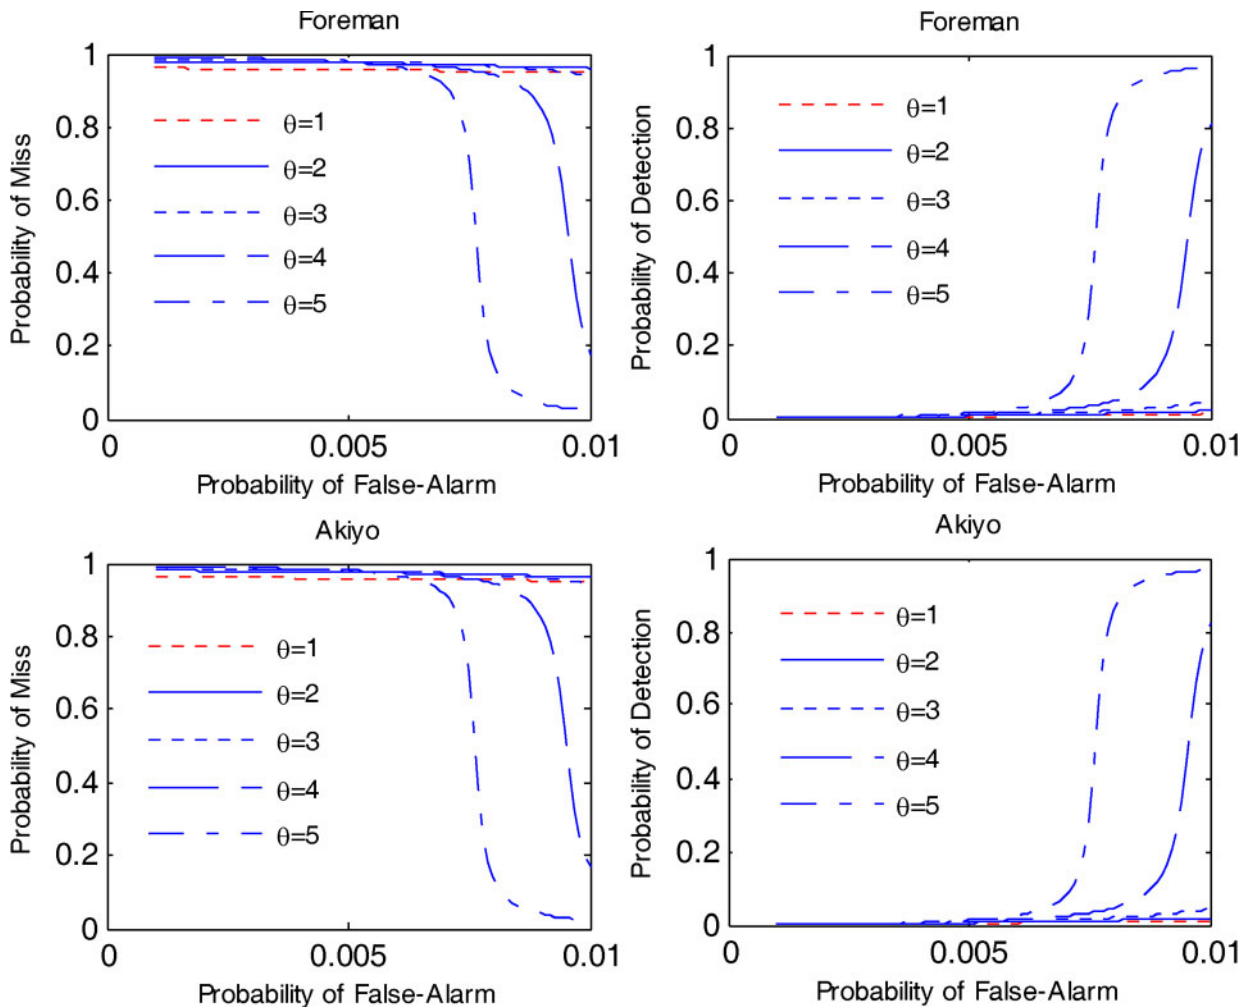 Foreman
Probability of Miss
1
0.8
0.6
0.4
0.2
0
θ=1
θ=2
θ=3
θ=4
θ=5
0 0.005 0.01
Probability of False-Alarm
Foreman
Probability of Detection
1
0.8
0.6
0.4
0.2
0
θ=1
θ=2
θ=3
θ=4
θ=5
0 0.005 0.01
Probability of False-Alarm
Akiyo
Probability of Miss
1
0.8
0.6
0.4
0.2
0
θ=1
θ=2
θ=3
θ=4
θ=5
0 0.005 0.01
Probability of False-Alarm
Akiyo
Probability of Detection
1
0.8
0.6
0.4
0.2
0
θ=1
θ=2
θ=3
θ=4
θ=5
0 0.005 0.01
Probability of False-Alarm